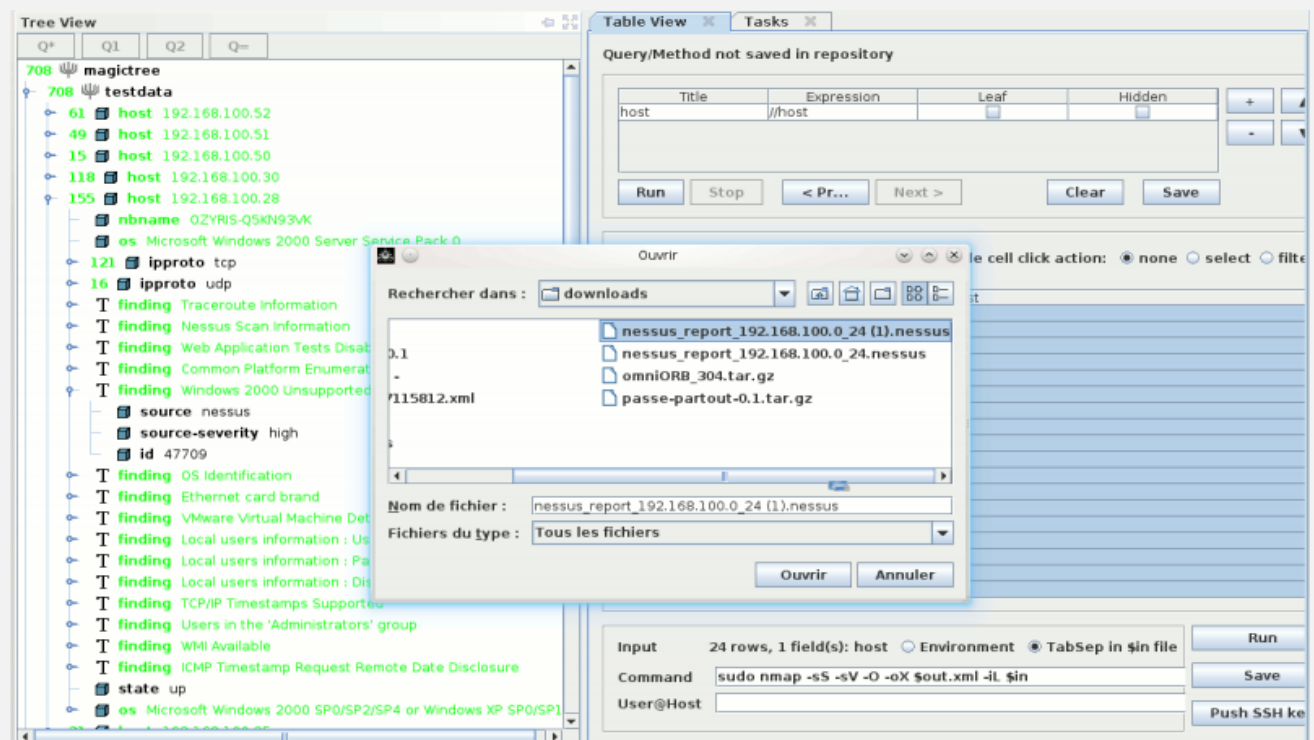 Tree View
Q* Q1 Q2 Q=
708 magictree
708 testdata
61 host 192.168.100.52
49 host 192.168.100.51
15 host 192.168.100.50
118 host 192.168.100.30
155 host 192.168.100.28
nbname OZYRIS-Q5KN93VK
os Microsoft Windows 2000 Server Service Pack 0
121 ipproto tcp
16 ipproto udp
T finding Traceroute Information
T finding Nessus Scan Information
T finding Web Application Tests Disab
T finding Common Platform Enumerat
T finding Windows 2000 Unsupported
source nessus
source-severity high
id 47709
T finding OS Identification
T finding Ethernet card brand
T finding VMware Virtual Machine Det
T finding Local users information : Us
T finding Local users information : Pa
T finding Local users information : Dis
T finding TCP/IP Timestamps Supported
T finding Users in the 'Administrators' group
T finding WMI Available
T finding ICMP Timestamp Request Remote Date Disclosure
state up
os Microsoft Windows 2000 SP0/SP2/SP4 or Windows XP SP0/SP1
Table View Tasks
Query/Method not saved in repository
Title Expression Leaf Hidden
host //host
+
-
Run Stop < Pr... Next > Clear Save
le cell click action: none select filte
st
Ouvrir
Rechercher dans : downloads
nessus_report_192.168.100.0_24 (1).nessus
0.1 nessus_report_192.168.100.0_24.nessus
- omniORB_304.tar.gz
115812.xml passe-partout-0.1.tar.gz
s
Nom de fichier : nessus_report_192.168.100.0_24 (1).nessus
Fichiers du type : Tous les fichiers
Ouvrir Annuler
Input 24 rows, 1 field(s): host Environment TabSep in $in file
Command sudo nmap -sS -sV -O -oX $out.xml -iL $in
User@Host
Run
Save
Push SSH ke